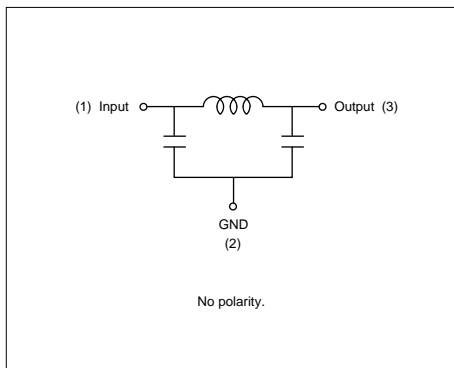 (1) Input
Output (3)
GND
(2)
No polarity.